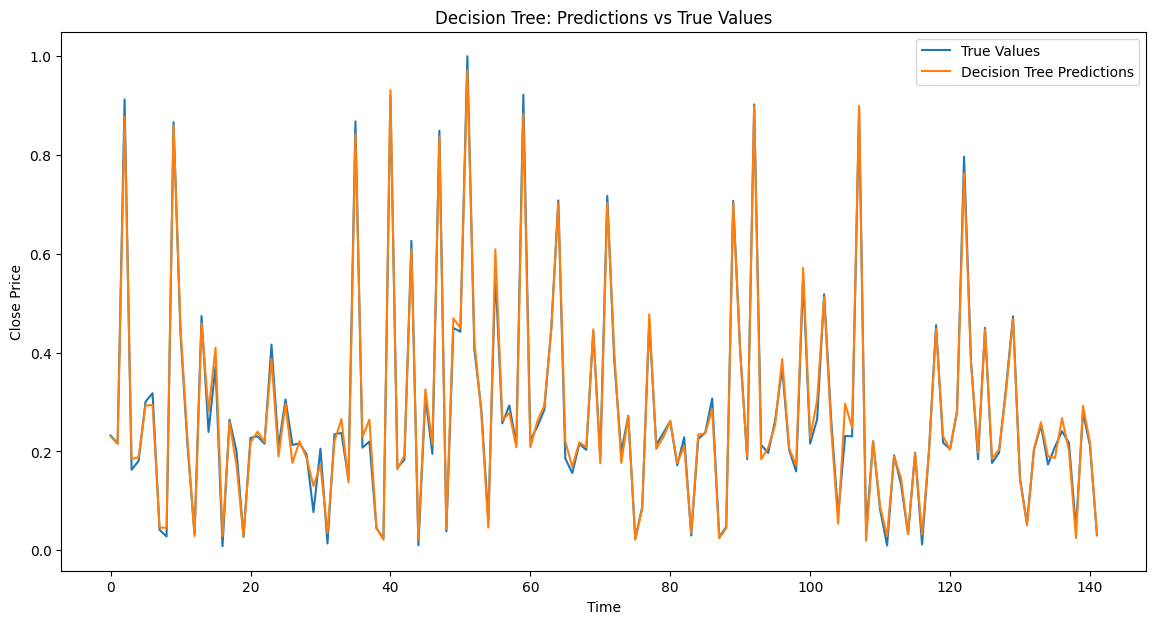 Decision Tree: Predictions vs True Values
True Values
Decision Tree Predictions
Close Price
1.0
0.8
0.6
0.4
0.2
0.0
0 20 40 60 80 100 120 140
Time